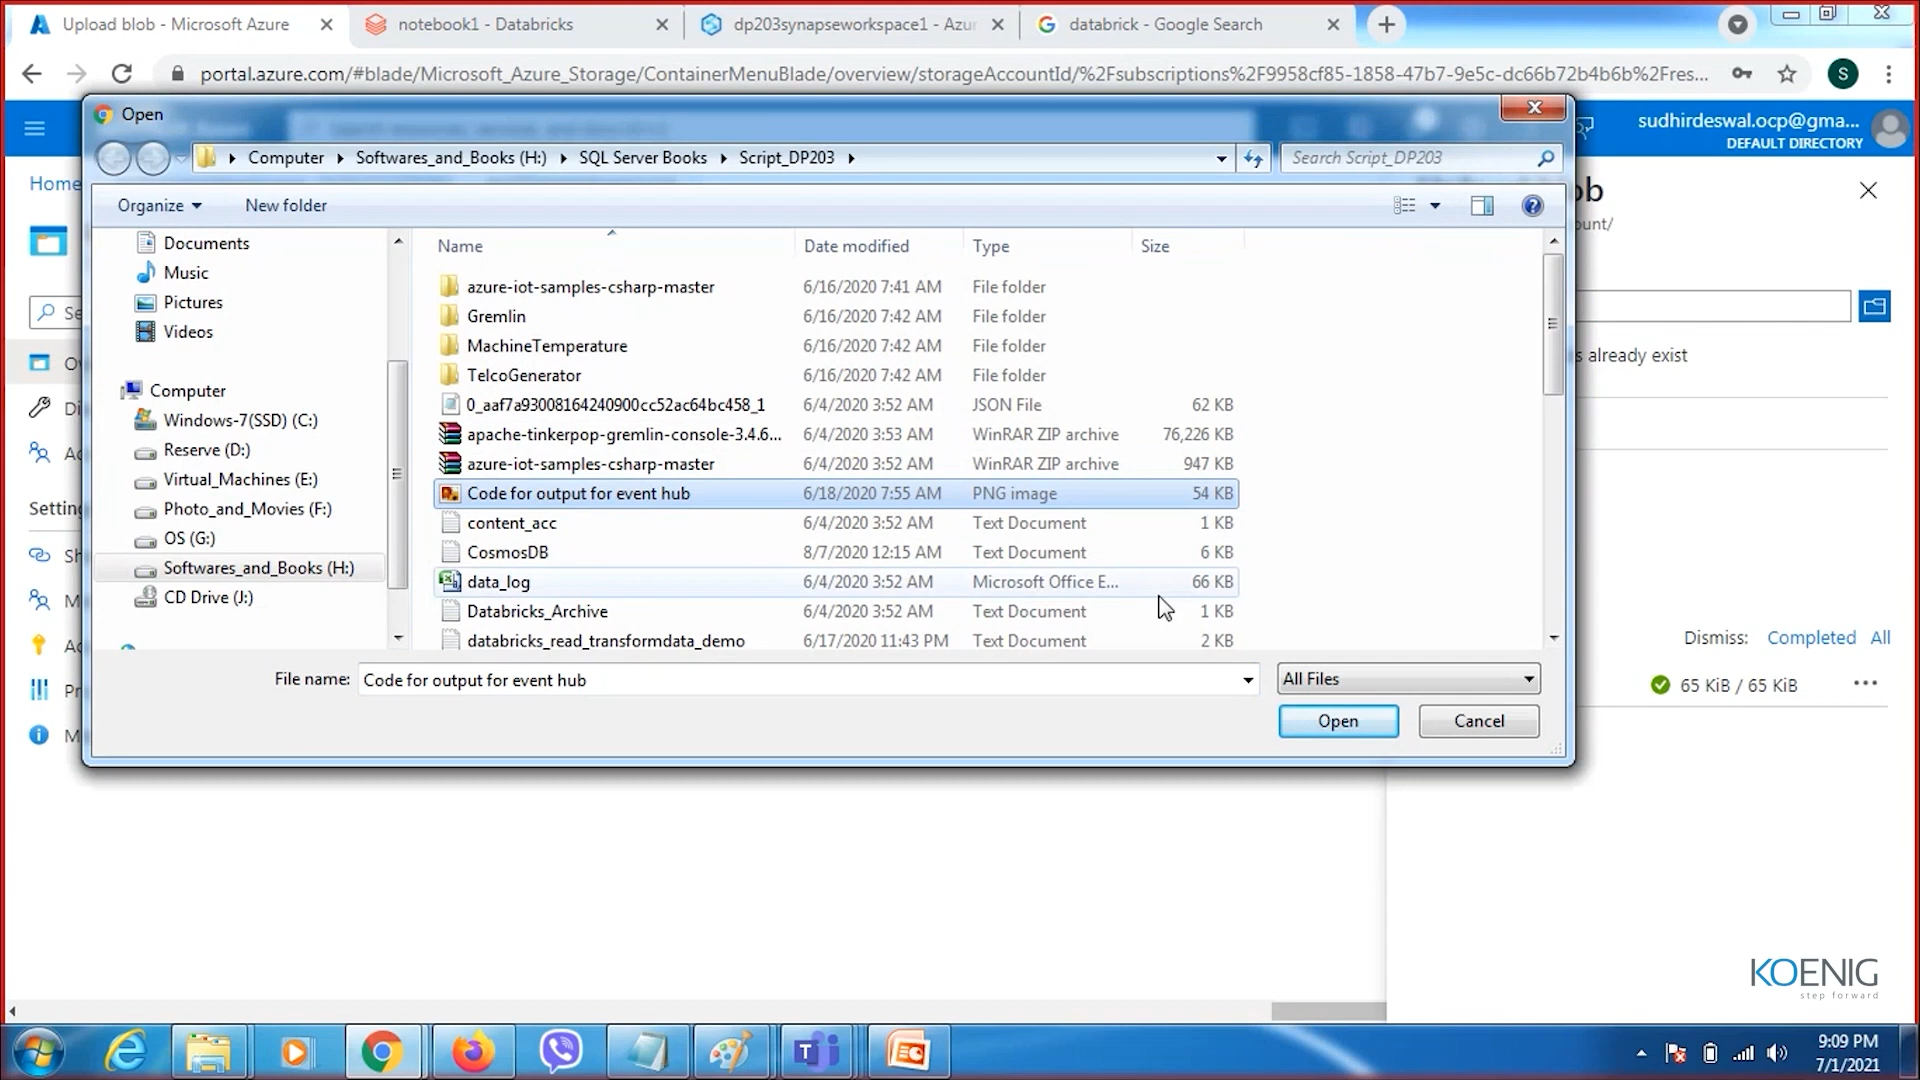 Upload blob - Microsoft Azure
notebook1 - Databricks
dp203synapseworkspace1 - Azur
databrick - Google Search
portal.azure.com/#blade/Microsoft_Azure_Storage/ContainerMenuBlade/overview/storageAccountId/%2Fsubscriptions%2F9958cf85-1858-47b7-9e5c-dc66b72b4b6b%2Fres...
S
Open
sudhirdeswal.ocp@gma...
DEFAULT DIRECTORY
Computer
Softwares_and_Books (H:)
SQL Server Books
Script_DP203
Search Script_DP203
Home
ob
ount/
Organize
New folder
Documents
Music
Pictures
Videos
Computer
Windows-7(SSD) (C:)
Reserve (D:)
Virtual_Machines (E:)
Photo_and_Movies (F:)
OS (G:)
Softwares_and_Books (H:)
CD Drive (J:)
Name Date modified Type Size
azure-iot-samples-csharp-master 6/16/2020 7:41 AM File folder
Gremlin 6/16/2020 7:42 AM File folder
MachineTemperature 6/16/2020 7:42 AM File folder
TelcoGenerator 6/16/2020 7:42 AM File folder
0_aaf7a93008164240900cc52ac64bc458_1 6/4/2020 3:52 AM JSON File 62 KB
apache-tinkerpop-gremlin-console-3.4.6... 6/4/2020 3:53 AM WinRAR ZIP archive 76,226 KB
azure-iot-samples-csharp-master 6/4/2020 3:52 AM WinRAR ZIP archive 947 KB
Code for output for event hub 6/18/2020 7:55 AM PNG image 54 KB
content_acc 6/4/2020 3:52 AM Text Document 1 KB
CosmosDB 8/7/2020 12:15 AM Text Document 6 KB
data_log 6/4/2020 3:52 AM Microsoft Office E... 66 KB
Databricks_Archive 6/4/2020 3:52 AM Text Document 1 KB
databricks_read_transformdata_demo 6/17/2020 11:43 PM Text Document 2 KB
File name: Code for output for event hub
All Files
Open
Cancel
Se
Ov
Di
Ac
Setting
Sh
Ac
M
Ac
Pr
M
s already exist
Dismiss: Completed All
65 KiB / 65 KiB
KOENIG
step forward
9:09 PM
7/1/2021